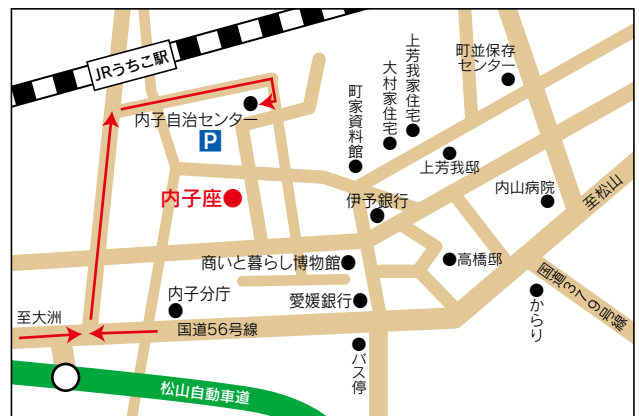 JRうちこ駅
上芳我家住宅
大村家住宅
町家資料館
町並保存
センター
内子自治センター
P
上芳我邸
内子座
伊予銀行
内山病院
至松山
商いと暮らし博物館
高橋邸
国道379号線
内子分庁
愛媛銀行
からり
至大洲
国道56号線
バス停
松山自動車道